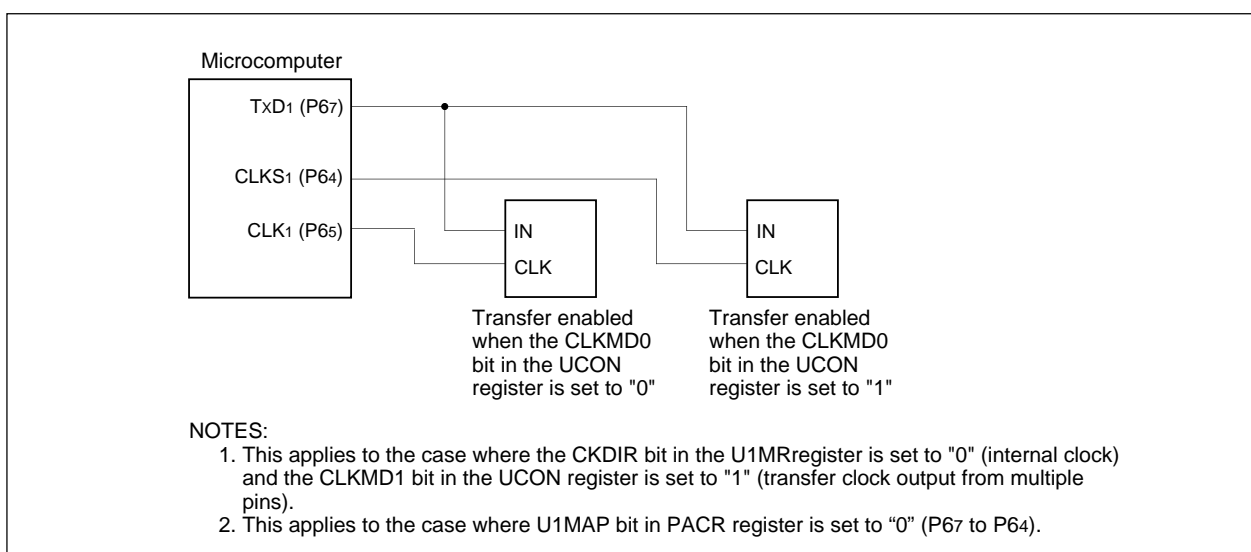 Microcomputer
TXD1 (P67)
CLKS1 (P64)
CLK1 (P65)
IN
CLK
IN
CLK
Transfer enabled
when the CLKMD0
bit in the UCON
register is set to "0"
Transfer enabled
when the CLKMD0
bit in the UCON
register is set to "1"
NOTES:
1. This applies to the case where the CKDIR bit in the U1MRregister is set to "0" (internal clock)
and the CLKMD1 bit in the UCON register is set to "1" (transfer clock output from multiple
pins).
2. This applies to the case where U1MAP bit in PACR register is set to “0” (P67 to P64).